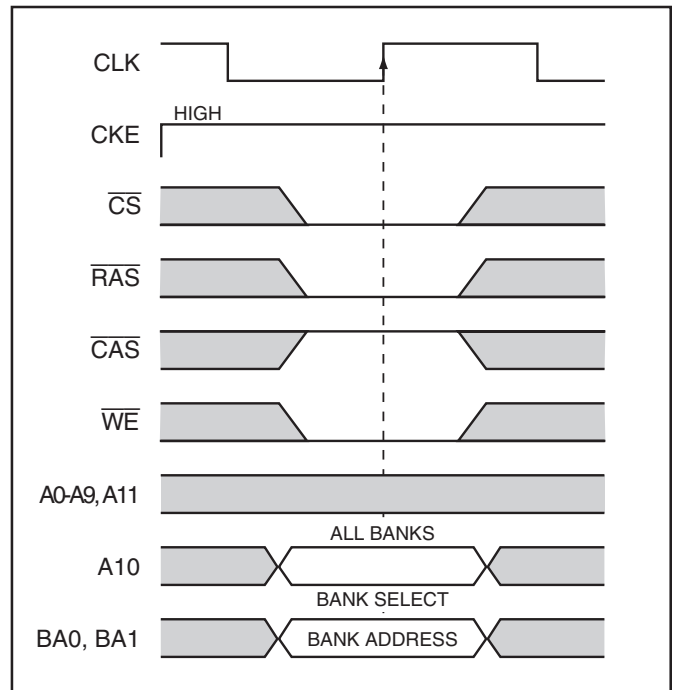 CLK
CKE HIGH
CS
RAS
CAS
WE
A0-A9, A11
ALL BANKS
A10
BANK SELECT
BA0, BA1 BANK ADDRESS